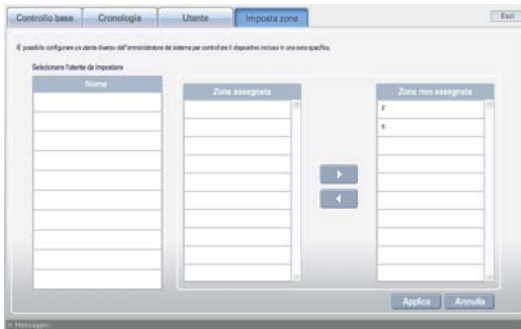 Controllo base
Cronologia
Utente
Imposta zona
Esci
È possibile configurare un utente diverso dall'amministratore del sistema per controllare il dispositivo incluso in una zona specifica.
Selezionare l'utente da impostare
Nome
Zona assegnata
Zona non assegnata
F
E
Applica
Annulla
Messaggio